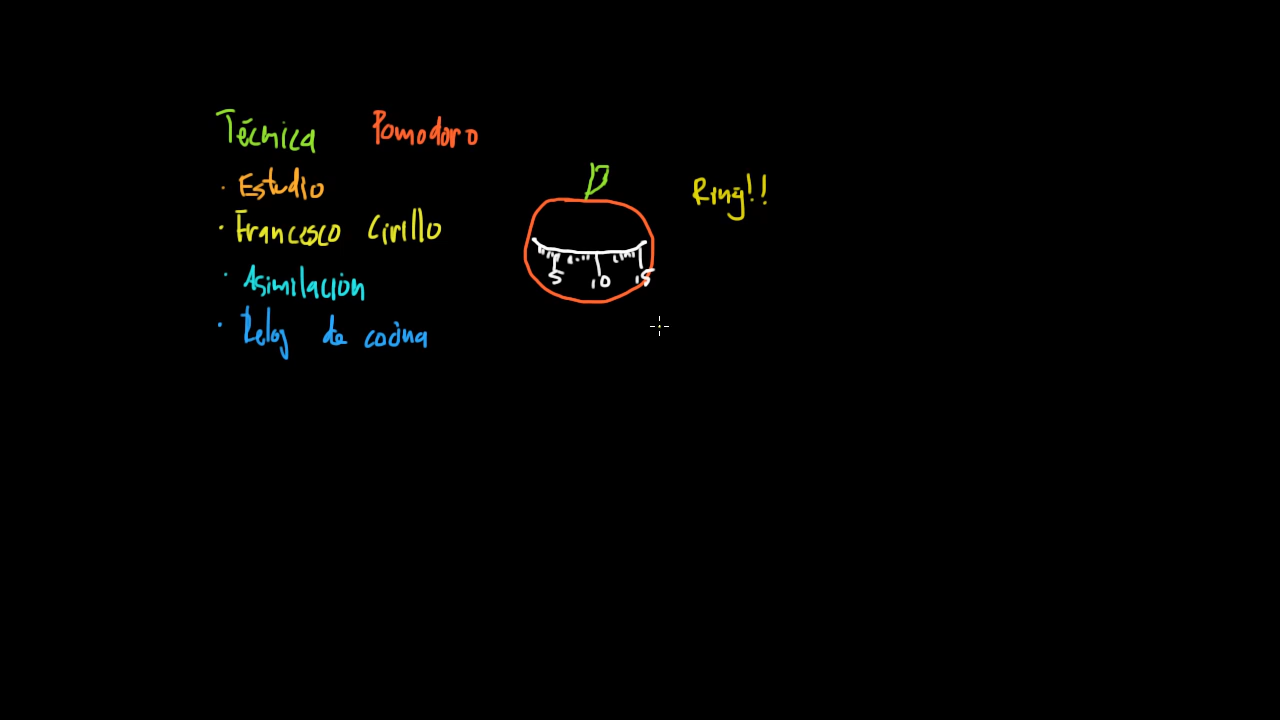 Técnica Pomodoro
· Estudio
· Francesco Cirillo
· Asimilación
· Reloj de cocina
5 10 15
Ring!!